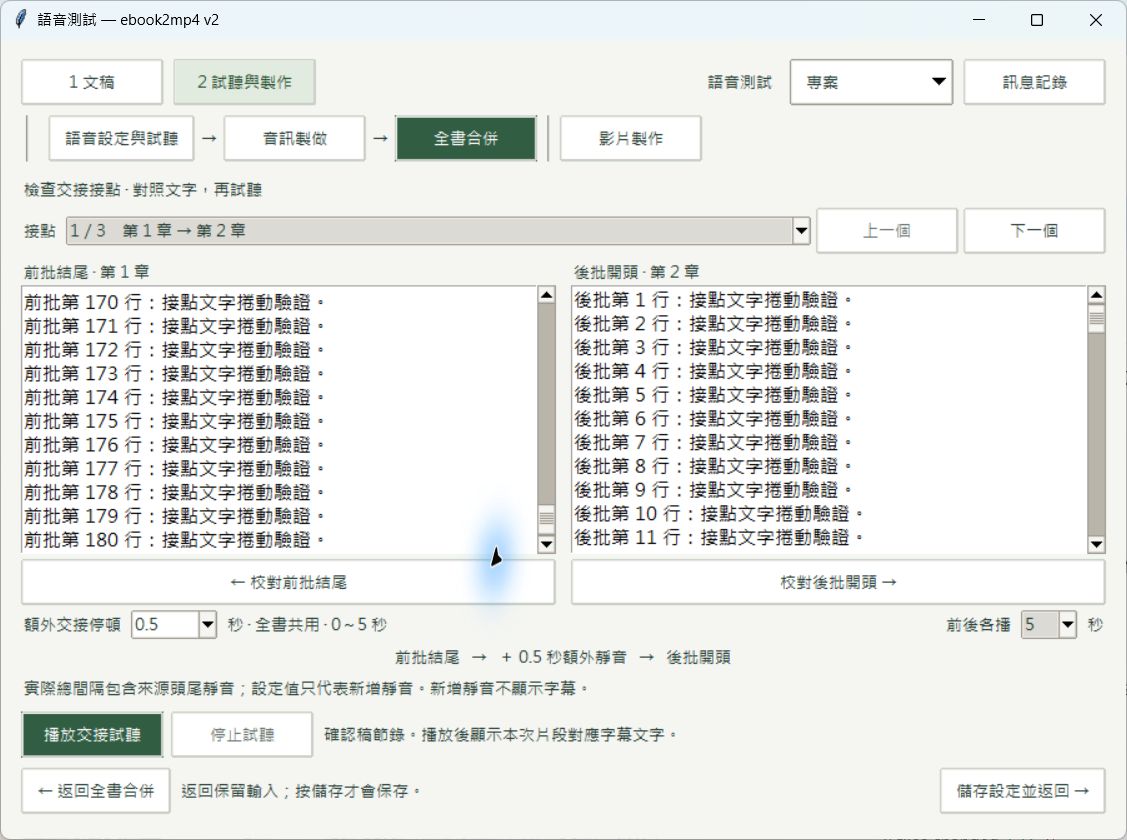 語音測試 — ebook2mp4 v2
1 文稿
2 試聽與製作
語音測試
專案
訊息記錄
語音設定與試聽 → 音訊製做 → 全書合併
影片製作
檢查交接接點 · 對照文字，再試聽
接點
1 / 3 第 1 章 → 第 2 章
上一個
下一個
前批結尾 · 第 1 章
前批第 170 行：接點文字捲動驗證。
前批第 171 行：接點文字捲動驗證。
前批第 172 行：接點文字捲動驗證。
前批第 173 行：接點文字捲動驗證。
前批第 174 行：接點文字捲動驗證。
前批第 175 行：接點文字捲動驗證。
前批第 176 行：接點文字捲動驗證。
前批第 177 行：接點文字捲動驗證。
前批第 178 行：接點文字捲動驗證。
前批第 179 行：接點文字捲動驗證。
前批第 180 行：接點文字捲動驗證。
← 校對前批結尾
後批開頭 · 第 2 章
後批第 1 行：接點文字捲動驗證。
後批第 2 行：接點文字捲動驗證。
後批第 3 行：接點文字捲動驗證。
後批第 4 行：接點文字捲動驗證。
後批第 5 行：接點文字捲動驗證。
後批第 6 行：接點文字捲動驗證。
後批第 7 行：接點文字捲動驗證。
後批第 8 行：接點文字捲動驗證。
後批第 9 行：接點文字捲動驗證。
後批第 10 行：接點文字捲動驗證。
後批第 11 行：接點文字捲動驗證。
校對後批開頭 →
額外交接停頓 0.5 秒 · 全書共用 · 0 ~ 5 秒
前後各播 5 秒
前批結尾 → + 0.5 秒額外靜音 → 後批開頭
實際總間隔包含來源頭尾靜音；設定值只代表新增靜音。新增靜音不顯示字幕。
播放交接試聽
停止試聽
確認稿節錄。播放後顯示本次片段對應字幕文字。
← 返回全書合併
返回保留輸入；按儲存才會保存。
儲存設定並返回 →